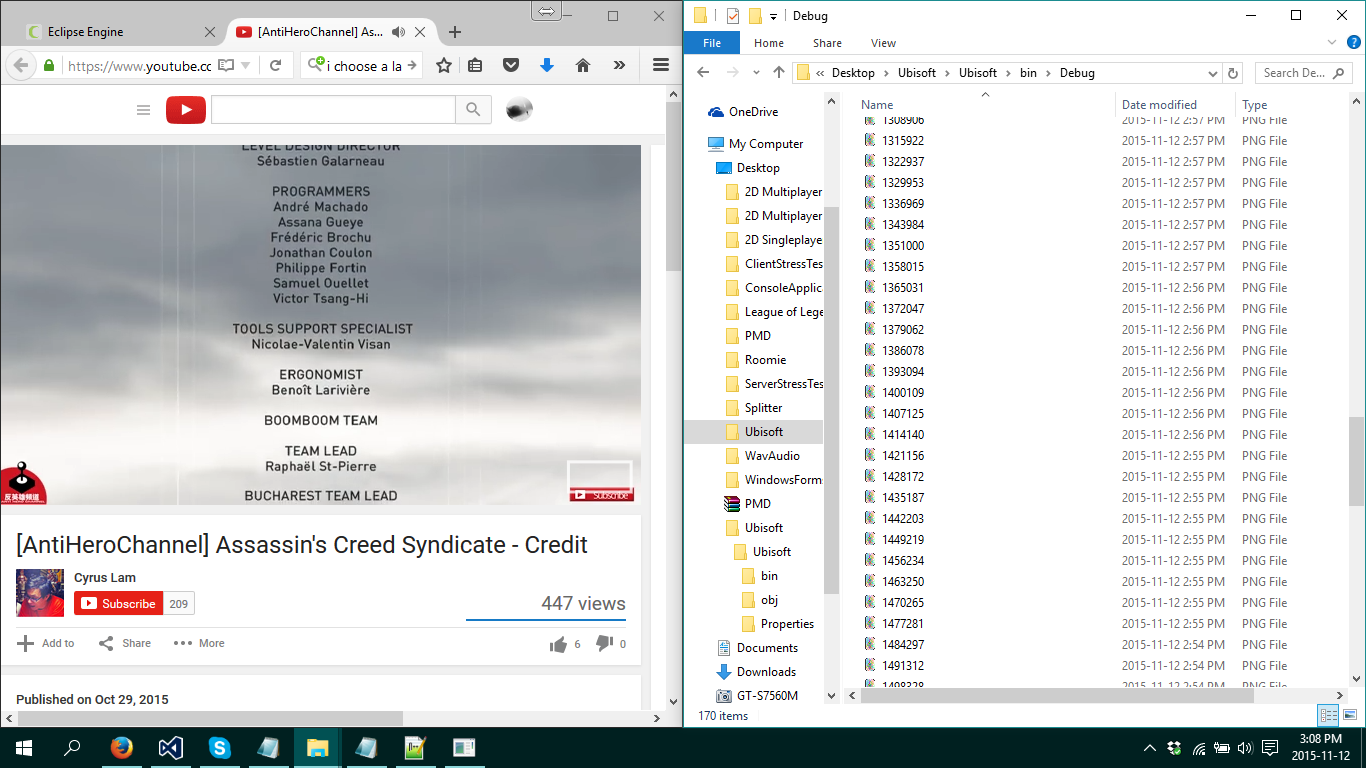 Eclipse Engine
[AntiHeroChannel] As...
https://www.youtube.cc
i choose a la
LEVEL DESIGN DIRECTOR
Sébastien Galarneau
PROGRAMMERS
André Machado
Assana Gueye
Frédéric Brochu
Jonathan Coulon
Philippe Fortin
Samuel Ouellet
Victor Tsang-Hi
TOOLS SUPPORT SPECIALIST
Nicolae-Valentin Visan
ERGONOMIST
Benoît Larivière
BOOMBOOM TEAM
TEAM LEAD
Raphaël St-Pierre
BUCHAREST TEAM LEAD
反英雄頻道
Subscribe
[AntiHeroChannel] Assassin's Creed Syndicate - Credit
Cyrus Lam
Subscribe 209
447 views
Add to Share More 6 0
Published on Oct 29, 2015
Debug
File Home Share View
« Desktop Ubisoft Ubisoft bin Debug
Search De...
OneDrive
My Computer
Desktop
2D Multiplayer
2D Multiplayer
2D Singleplaye
ClientStressTes
ConsoleApplica
League of Lege
PMD
Roomie
ServerStressTes
Splitter
Ubisoft
WavAudio
WindowsForm
PMD
Ubisoft
Ubisoft
bin
obj
Properties
Documents
Downloads
GT-S7560M
Name Date modified Type
1308906 2015-11-12 2:57 PM PNG File
1315922 2015-11-12 2:57 PM PNG File
1322937 2015-11-12 2:57 PM PNG File
1329953 2015-11-12 2:57 PM PNG File
1336969 2015-11-12 2:57 PM PNG File
1343984 2015-11-12 2:57 PM PNG File
1351000 2015-11-12 2:57 PM PNG File
1358015 2015-11-12 2:57 PM PNG File
1365031 2015-11-12 2:56 PM PNG File
1372047 2015-11-12 2:56 PM PNG File
1379062 2015-11-12 2:56 PM PNG File
1386078 2015-11-12 2:56 PM PNG File
1393094 2015-11-12 2:56 PM PNG File
1400109 2015-11-12 2:56 PM PNG File
1407125 2015-11-12 2:56 PM PNG File
1414140 2015-11-12 2:56 PM PNG File
1421156 2015-11-12 2:56 PM PNG File
1428172 2015-11-12 2:56 PM PNG File
1435187 2015-11-12 2:55 PM PNG File
1442203 2015-11-12 2:55 PM PNG File
1449219 2015-11-12 2:55 PM PNG File
1456234 2015-11-12 2:55 PM PNG File
1463250 2015-11-12 2:55 PM PNG File
1470265 2015-11-12 2:55 PM PNG File
1477281 2015-11-12 2:55 PM PNG File
1484297 2015-11-12 2:54 PM PNG File
1491312 2015-11-12 2:54 PM PNG File
1498328 2015-11-12 2:54 PM PNG File
170 items
3:08 PM
2015-11-12